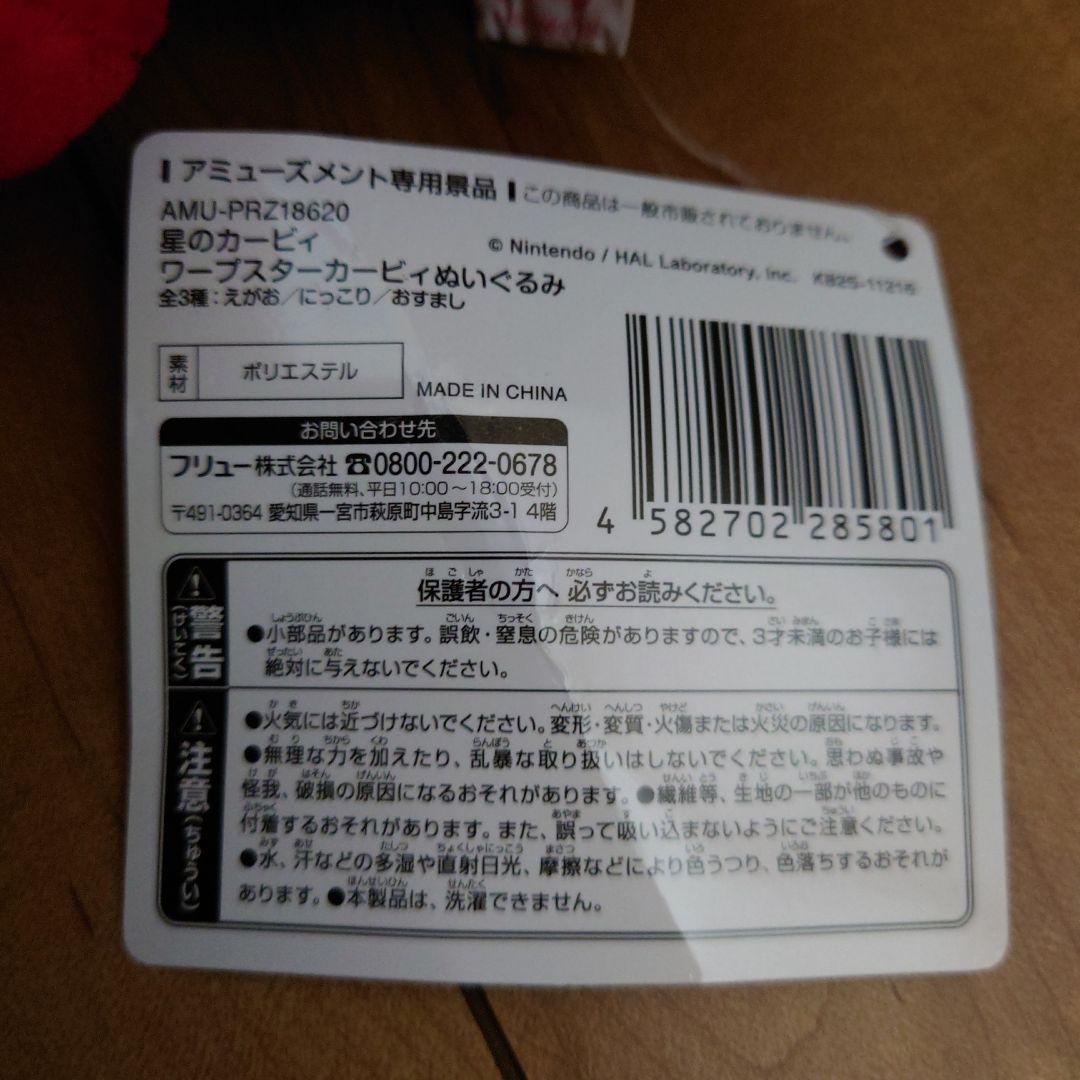 アミューズメント専用景品 この商品は一般市販されておりません。
AMU-PRZ18620
星のカービィ
© Nintendo / HAL Laboratory, Inc. KB25-11216
ワープスターカービィぬいぐるみ
全3種：えがお／にっこり／おすまし
素材 ポリエステル
MADE IN CHINA
お問い合わせ先
フリュー株式会社 ☎0800-222-0678
(通話無料、平日10:00～18:00受付)
〒491-0364 愛知県一宮市萩原町中島字流3-1 4階
4 582702 285801
警告(けいこく)
保護者の方へ 必ずお読みください。
●小部品があります。誤飲・窒息の危険がありますので、3才未満のお子様には
絶対に与えないでください。
注意(ちゅうい)
●火気には近づけないでください。変形・変質・火傷または火災の原因になります。
●無理な力を加えたり、乱暴な取り扱いはしないでください。思わぬ事故や
怪我、破損の原因になるおそれがあります。●繊維等、生地の一部が他のものに
付着するおそれがあります。また、誤って吸い込まないようにご注意ください。
●水、汗などの多湿や直射日光、摩擦などにより色うつり、色落ちするおそれが
あります。●本製品は、洗濯できません。